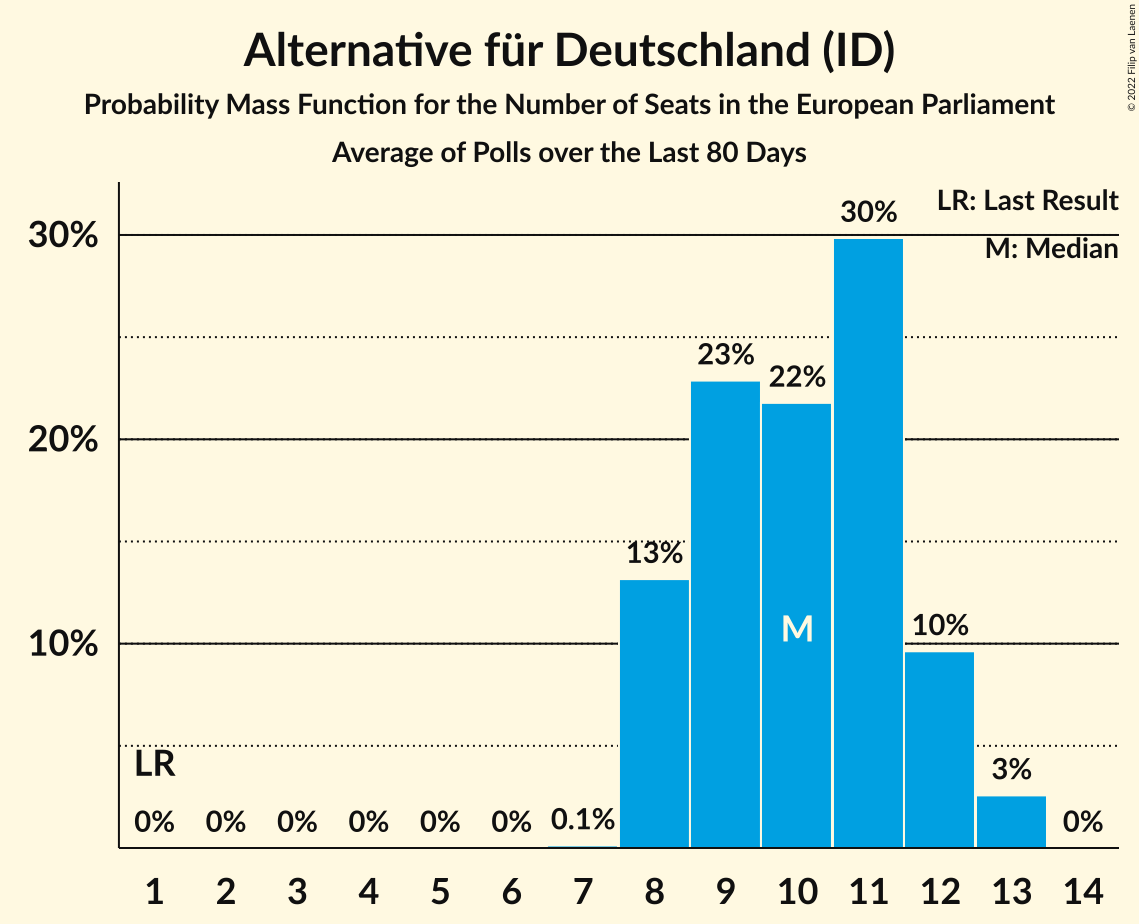 Alternative für Deutschland (ID)
Probability Mass Function for the Number of Seats in the European Parliament
Average of Polls over the Last 80 Days
© 2022 Filip van Laenen
LR: Last Result
M: Median
30%
20%
10%
30%
23%
22%
13%
10%
3%
M
LR
0% 0% 0% 0% 0% 0% 0.1% 0%
1 2 3 4 5 6 7 8 9 10 11 12 13 14